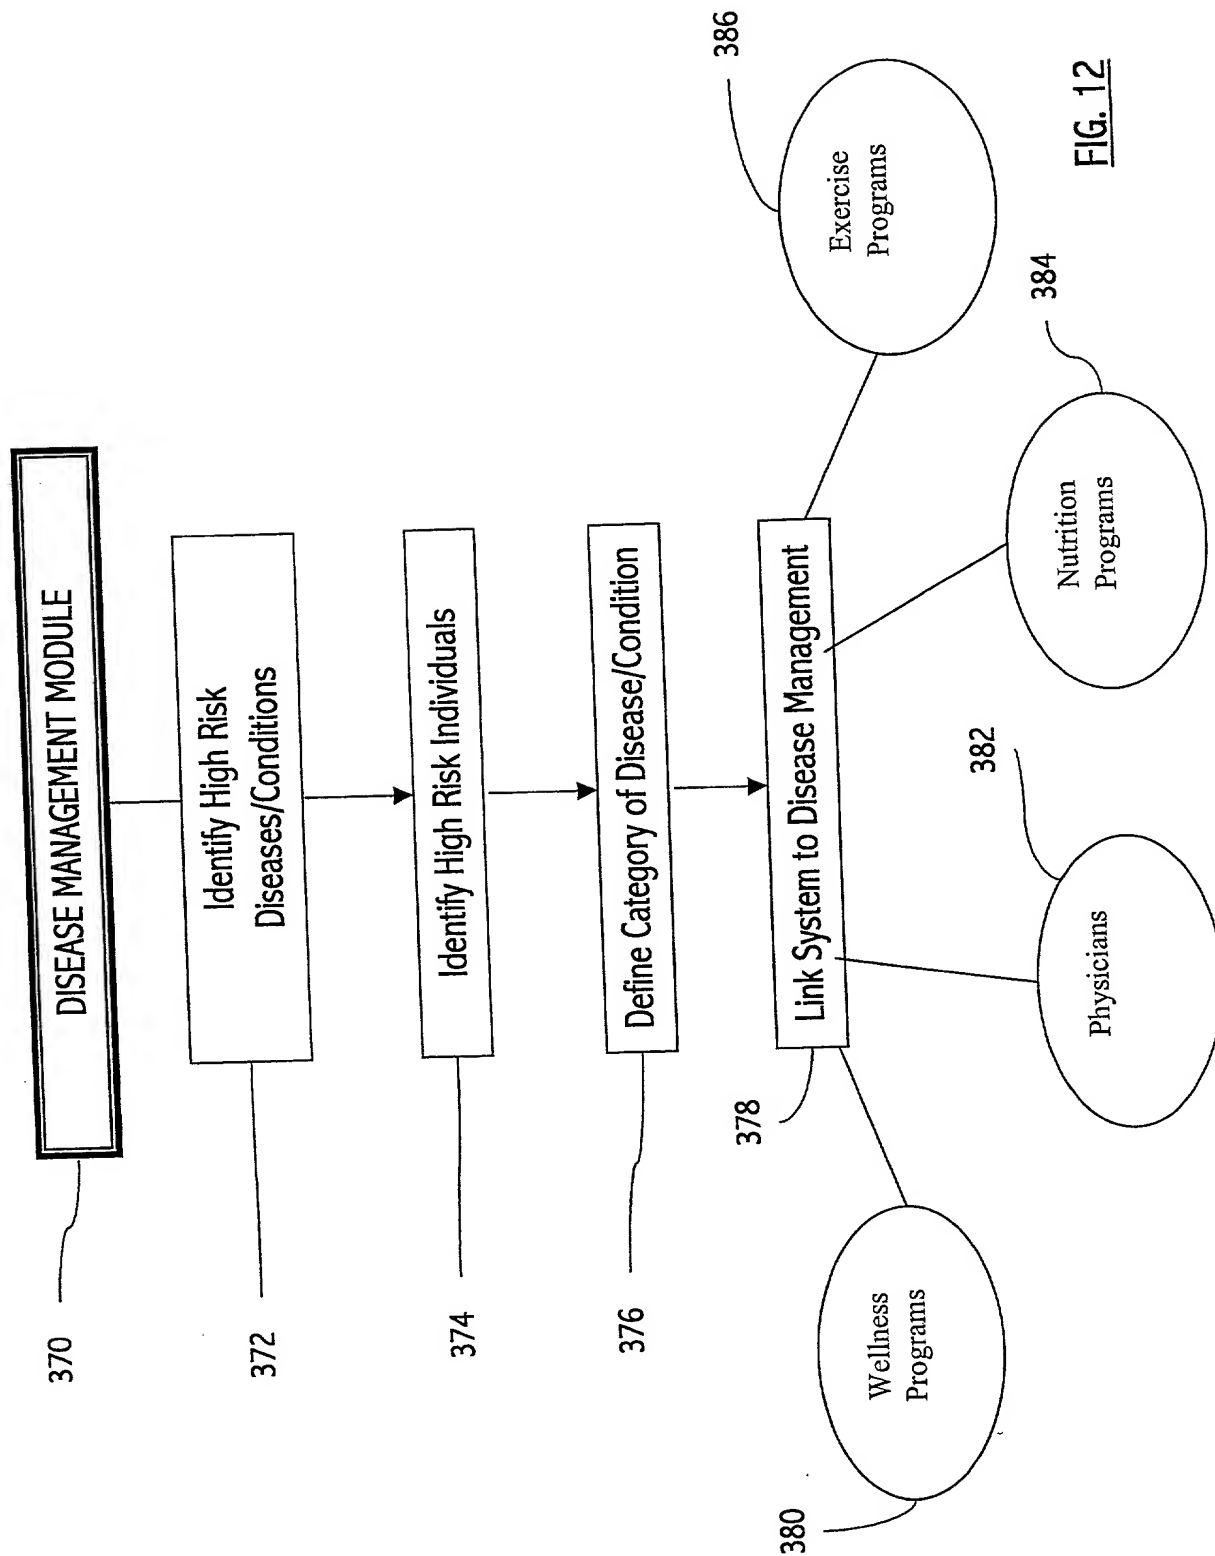 370
DISEASE MANAGEMENT MODULE
372
Identify High Risk
Diseases/Conditions
374
Identify High Risk Individuals
376
Define Category of Disease/Condition
378
Link System to Disease Management
380
Wellness
Programs
Physicians
382
Nutrition
Programs
384
Exercise
Programs
386
FIG. 12